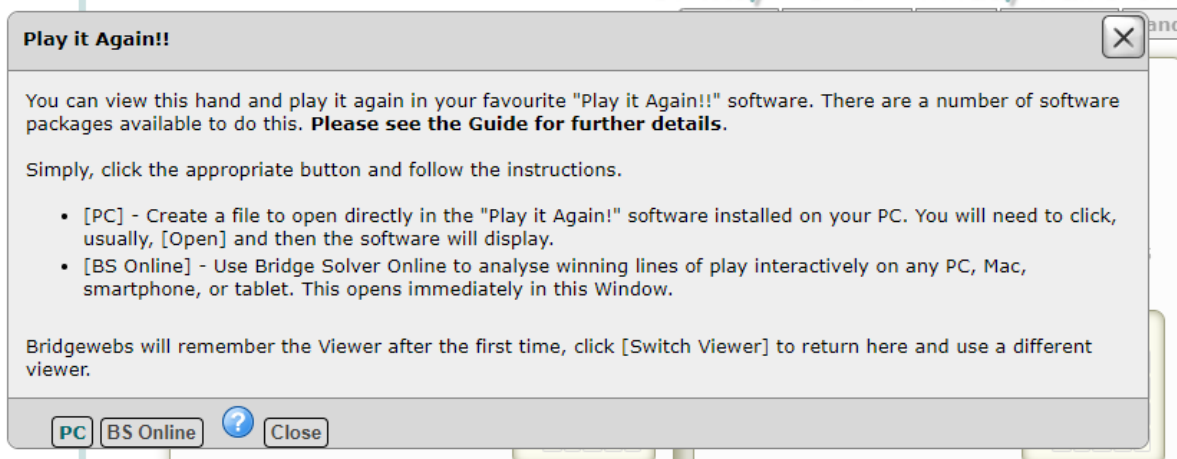 Play it Again!!
You can view this hand and play it again in your favourite "Play it Again!!" software. There are a number of software
packages available to do this. Please see the Guide for further details.
Simply, click the appropriate button and follow the instructions.
• [PC] - Create a file to open directly in the "Play it Again!" software installed on your PC. You will need to click,
usually, [Open] and then the software will display.
• [BS Online] - Use Bridge Solver Online to analyse winning lines of play interactively on any PC, Mac,
smartphone, or tablet. This opens immediately in this Window.
Bridgewebs will remember the Viewer after the first time, click [Switch Viewer] to return here and use a different
viewer.
PC BS Online ? Close